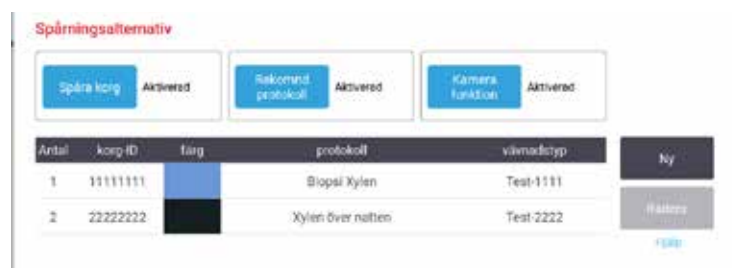 Spårningsalternativ
Spåra korg Aktiverad
Rekomnd protokoll Aktiverad
Kamera funktion Aktiverad
Antal korg-ID färg protokoll vävnadstyp
1 11111111 Biopsi Xylen Test-1111
2 22222222 Xylen över natten Test-2222
Ny
Hjälp